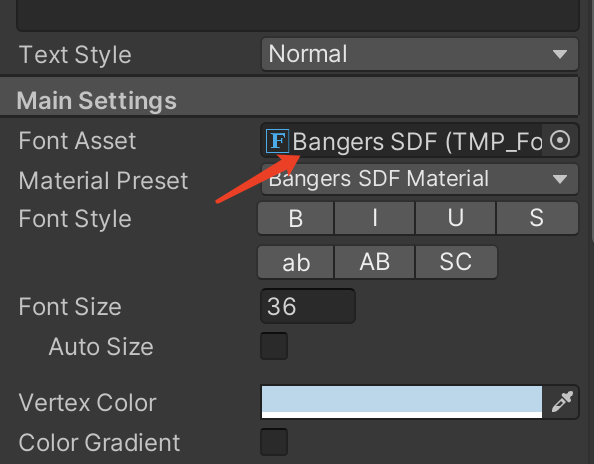 Text Style Normal
Main Settings
Font Asset F Bangers SDF (TMP_Fo
Material Preset Bangers SDF Material
Font Style B I U S
ab AB SC
Font Size 36
Auto Size
Vertex Color
Color Gradient